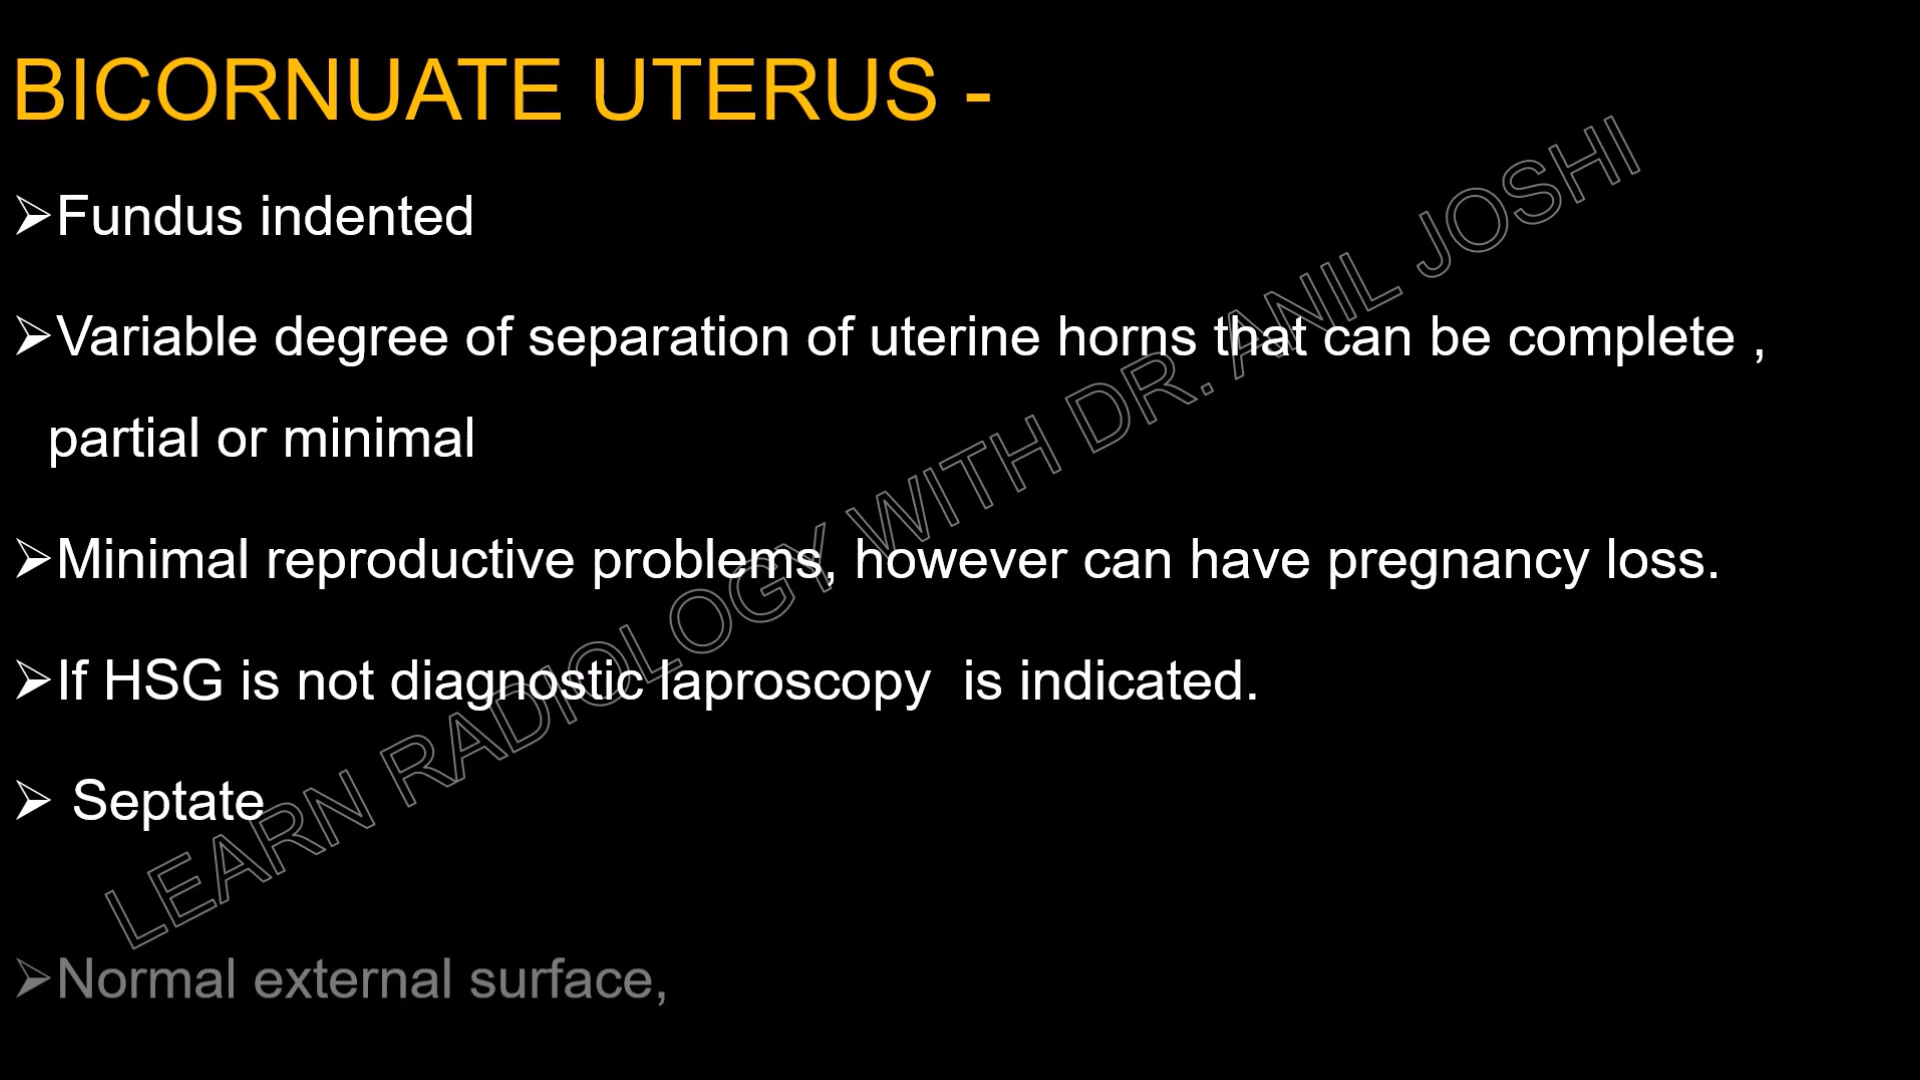 BICORNUATE UTERUS -
➢Fundus indented
➢Variable degree of separation of uterine horns that can be complete ,
partial or minimal
➢Minimal reproductive problems, however can have pregnancy loss.
➢If HSG is not diagnostic laproscopy  is indicated.
➢ Septate
➢Normal external surface,
LEARN RADIOLOGY WITH DR. ANIL JOSHI